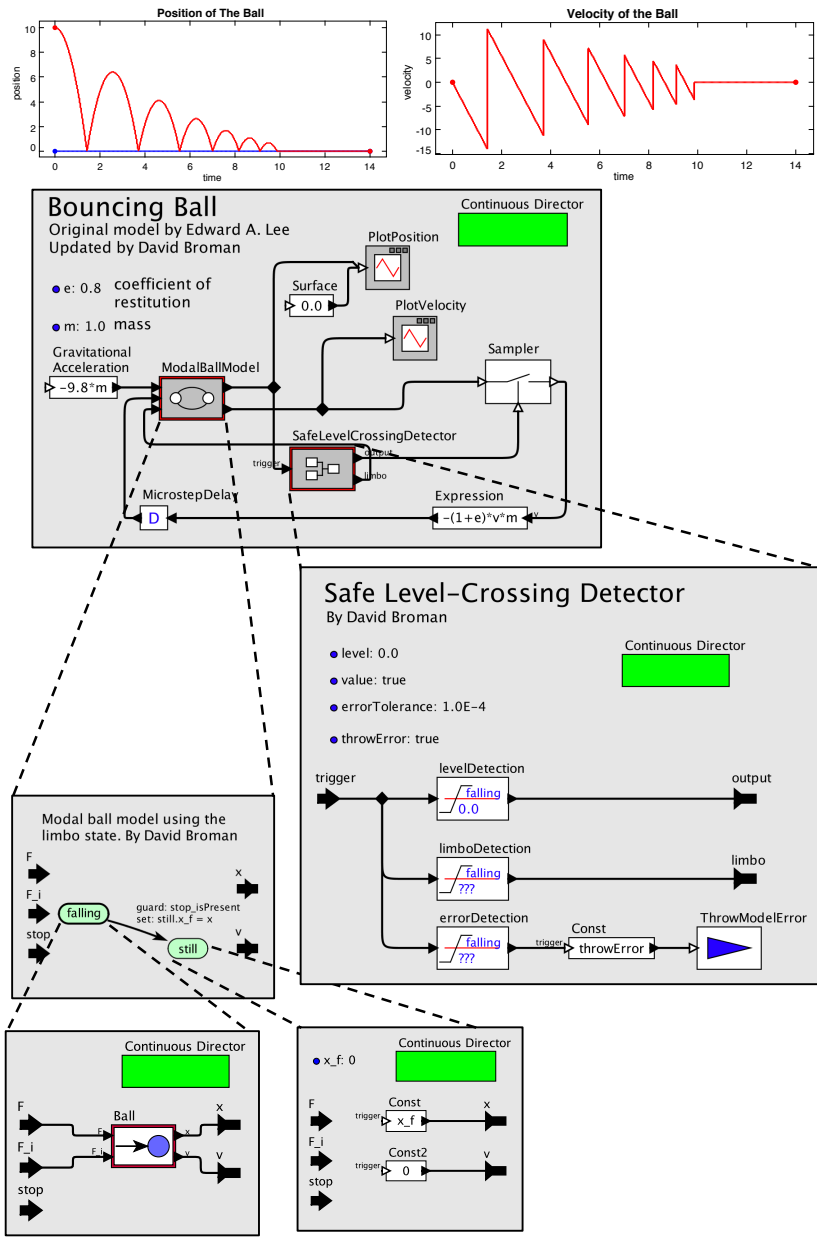 Position of The Ball
10
8
6
4
2
0
position
0
2
4
6
8
10
12
14
time
Velocity of the Ball
10
5
0
-5
-10
-15
velocity
0
2
4
6
8
10
12
14
time
Bouncing Ball
Original model by Edward A. Lee
Updated by David Broman
Continuous Director
PlotPosition
e: 0.8
coefficient of
restitution
Surface
0.0
m: 1.0
mass
PlotVelocity
Gravitational
Acceleration
-9.8*m
ModalBallModel
Sampler
SafeLevelCrossingDetector
trigger
output
limbo
MicrostepDelay
D
Expression
-(1+e)*v*m
v
Safe Level-Crossing Detector
By David Broman
level: 0.0
Continuous Director
value: true
errorTolerance: 1.0E-4
throwError: true
trigger
levelDetection
falling
0.0
output
limboDetection
falling
???
limbo
errorDetection
falling
???
trigger
Const
throwError
ThrowModelError
Modal ball model using the
limbo state. By David Broman
F
F_i
stop
falling
guard: stop_isPresent
set: still.x_f = x
still
x
v
Continuous Director
F
F_i
stop
Ball
F
F_i
x
v
x
v
Continuous Director
x_f: 0
F
F_i
stop
trigger
Const
x_f
x
trigger
Const2
0
v